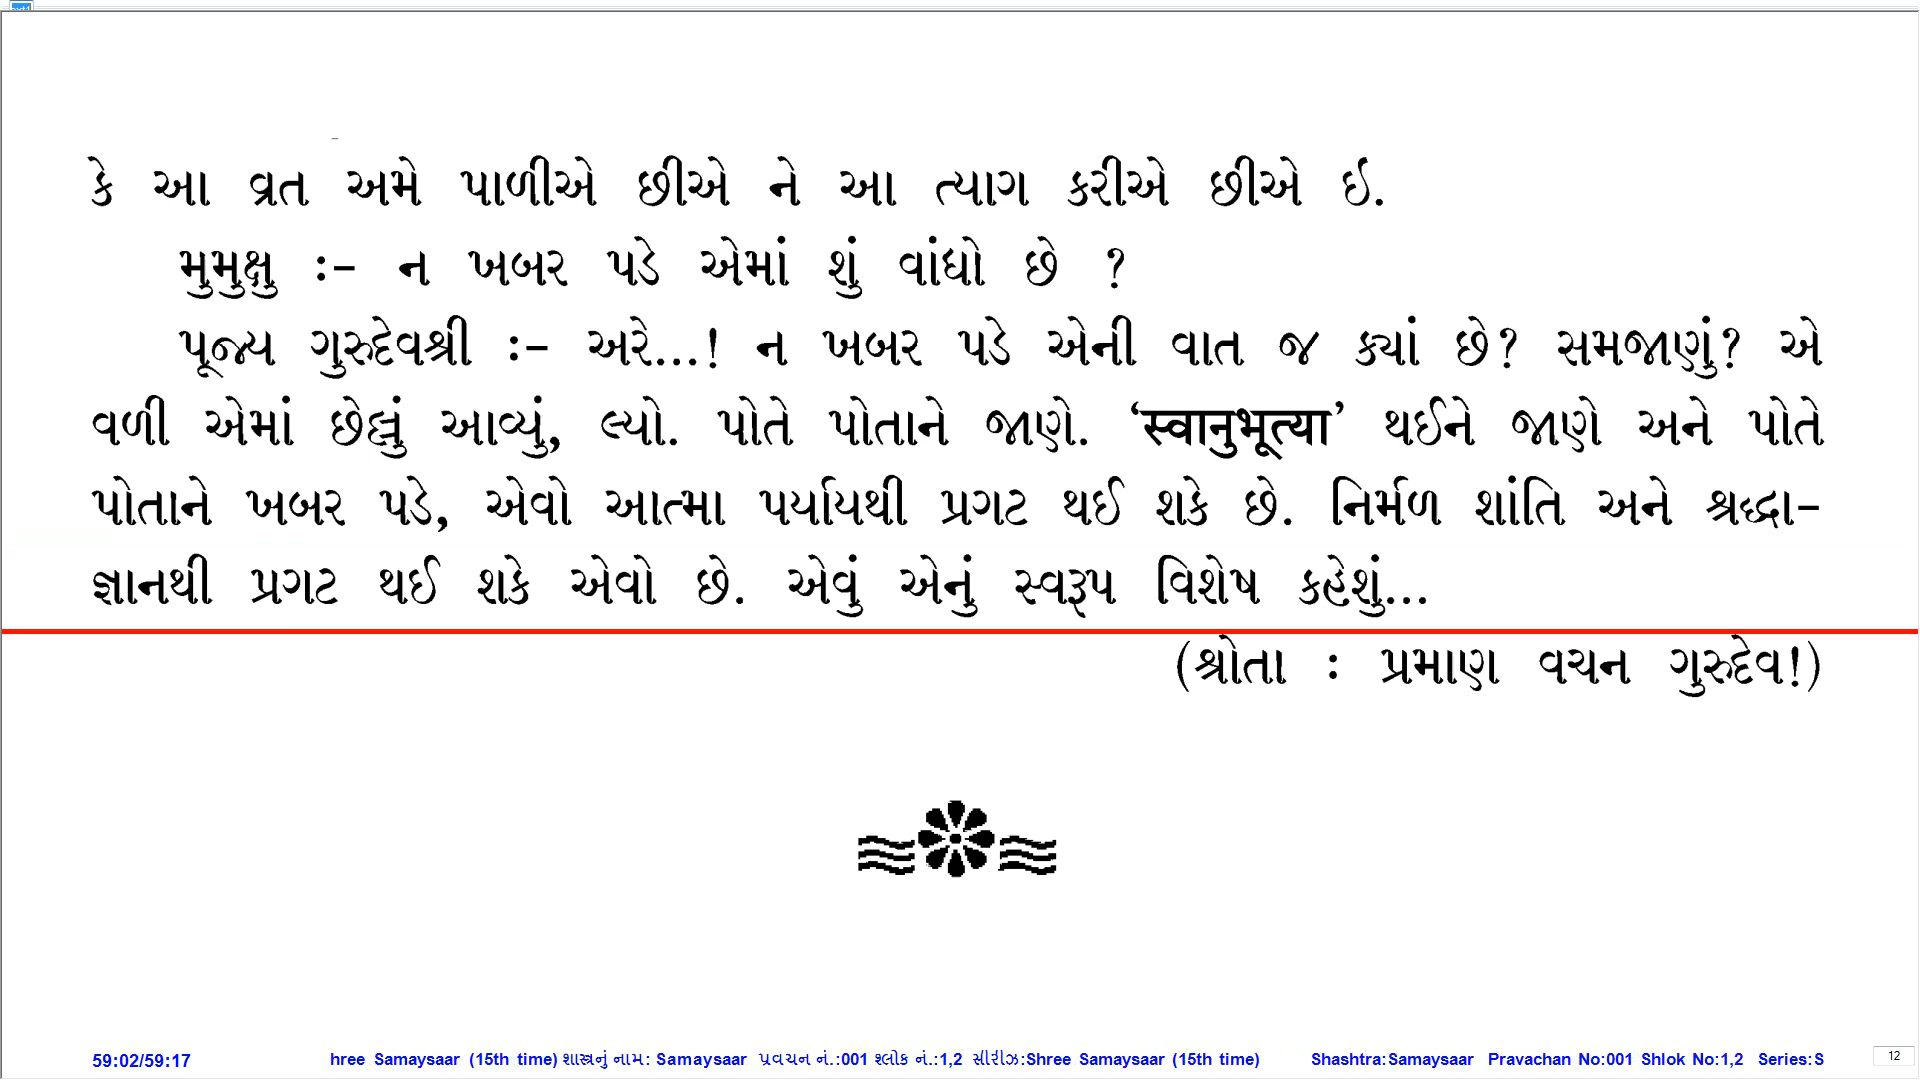 કે આ વ્રત અમે પાળીએ છીએ ને આ ત્યાગ કરીએ છીએ ઇ.
મુમુક્ષુ :- ન ખબર પડે એમાં શું વાંધો છે ?
પૂજ્ય ગુરુદેવશ્રી :- અરે...! ન ખબર પડે એની વાત જ ક્યાં છે? સમજાણું? એ
વળી એમાં છેલ્લું આવ્યું, લ્યો. પોતે પોતાને જાણે. ‘स्वानुभूत्या’ થઈને જાણે અને પોતે
પોતાને ખબર પડે, એવો આત્મા પર્યાયથી પ્રગટ થઈ શકે છે. નિર્મળ શાંતિ અને શ્રદ્ધા-
જ્ઞાનથી પ્રગટ થઈ શકે એવો છે. એવું એનું સ્વરૂપ વિશેષ કહેશું...
(શ્રોતા : પ્રમાણ વચન ગુરુદેવ!)
59:02/59:17 hree Samaysaar (15th time) શાસ્ત્રનું નામ: Samaysaar પ્રવચન નં.:001 શ્લોક નં.:1,2 સીરીઝ:Shree Samaysaar (15th time) Shashtra:Samaysaar Pravachan No:001 Shlok No:1,2 Series:S 12